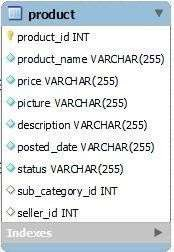 product
product_id INT
product_name VARCHAR(255)
price VARCHAR(255)
picture VARCHAR(255)
description VARCHAR(255)
posted_date VARCHAR(255)
status VARCHAR(255)
sub_category_id INT
seller_id INT
Indexes